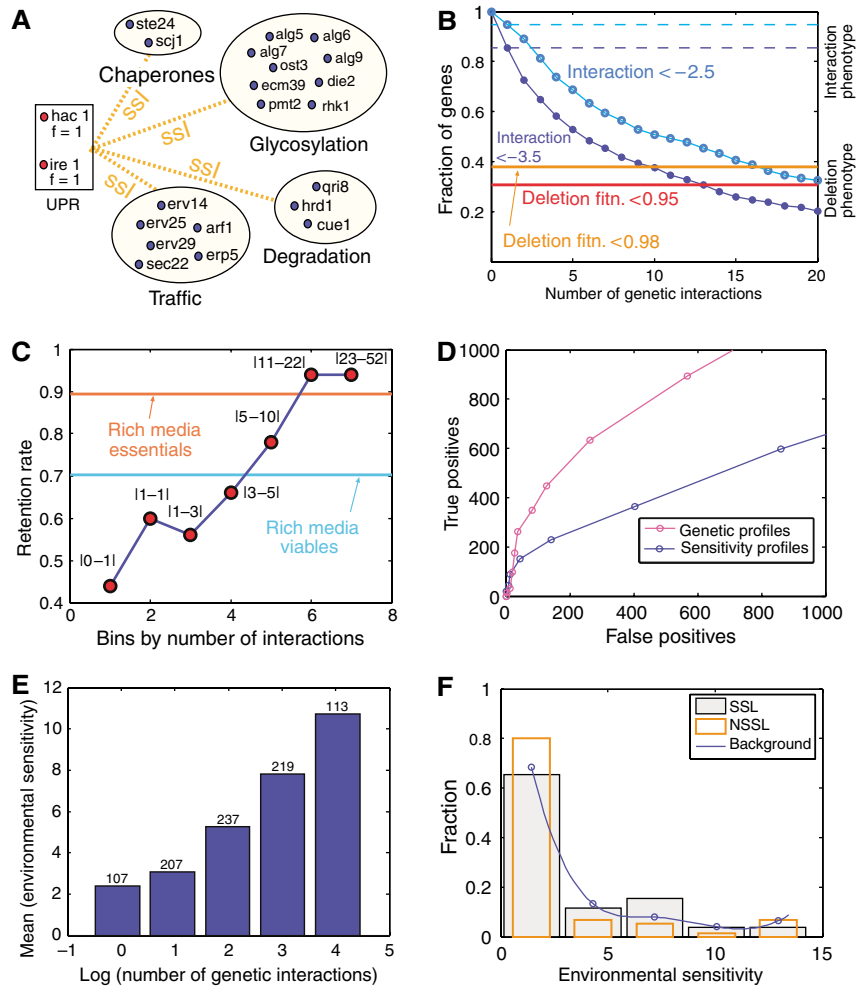 A
ste24
scj1
Chaperones
alg5
alg6
alg7
ost3
alg9
ecm39
die2
pmt2
rhk1
Glycosylation
hac 1
f = 1
ire 1
f = 1
UPR
ssl
ssl
ssl
ssl
erv14
erv25
arf1
erv29
sec22
erp5
Traffic
qri8
hrd1
cue1
Degradation
B
Fraction of genes
1
0.8
0.6
0.4
0.2
0
5
10
15
20
Number of genetic interactions
Interaction <−2.5
Interaction
<−3.5
Deletion fitn. <0.95
Deletion fitn. <0.98
Interaction
phenotype
Deletion
phenotype
C
Retention rate
1
0.9
0.8
0.7
0.6
0.5
0.4
0
2
4
6
8
Bins by number of interactions
|0−1|
|1−1|
|1−3|
|3−5|
|5−10|
|11−22|
|23−52|
Rich media
essentials
Rich media
viables
D
True positives
1000
800
600
400
200
0
0
200
400
600
800
1000
False positives
Genetic profiles
Sensitivity profiles
E
Mean (environmental sensitivity)
12
10
8
6
4
2
0
−1
0
1
2
3
4
5
Log (number of genetic interactions)
107
207
237
219
113
F
Fraction
1
0.8
0.6
0.4
0.2
0
0
5
10
15
Environmental sensitivity
SSL
NSSL
Background